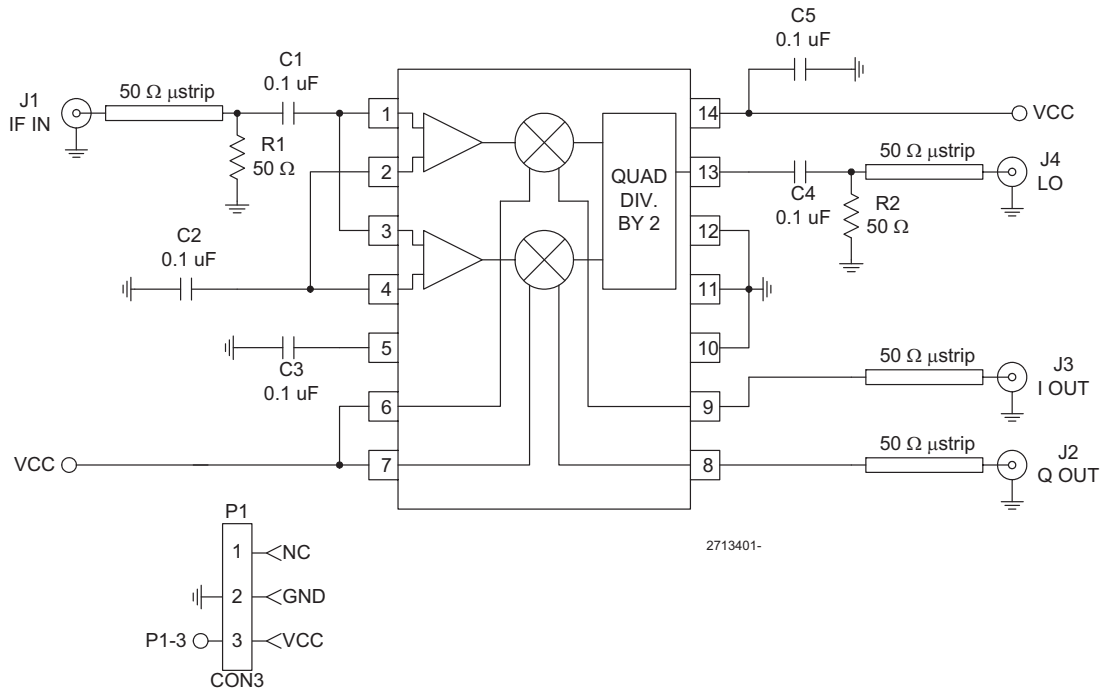 C5
0.1 uF
C1
0.1 uF
J1
IF IN
50 Ω μstrip
R1
50 Ω
1
14
VCC
2
QUAD
DIV.
BY 2
13
C4
0.1 uF
50 Ω μstrip
J4
LO
R2
50 Ω
3
12
C2
0.1 uF
4
11
5
10
C3
0.1 uF
50 Ω μstrip
J3
I OUT
6
9
VCC
7
8
50 Ω μstrip
J2
Q OUT
2713401-
P1
1
NC
2
GND
P1-3
3
VCC
CON3